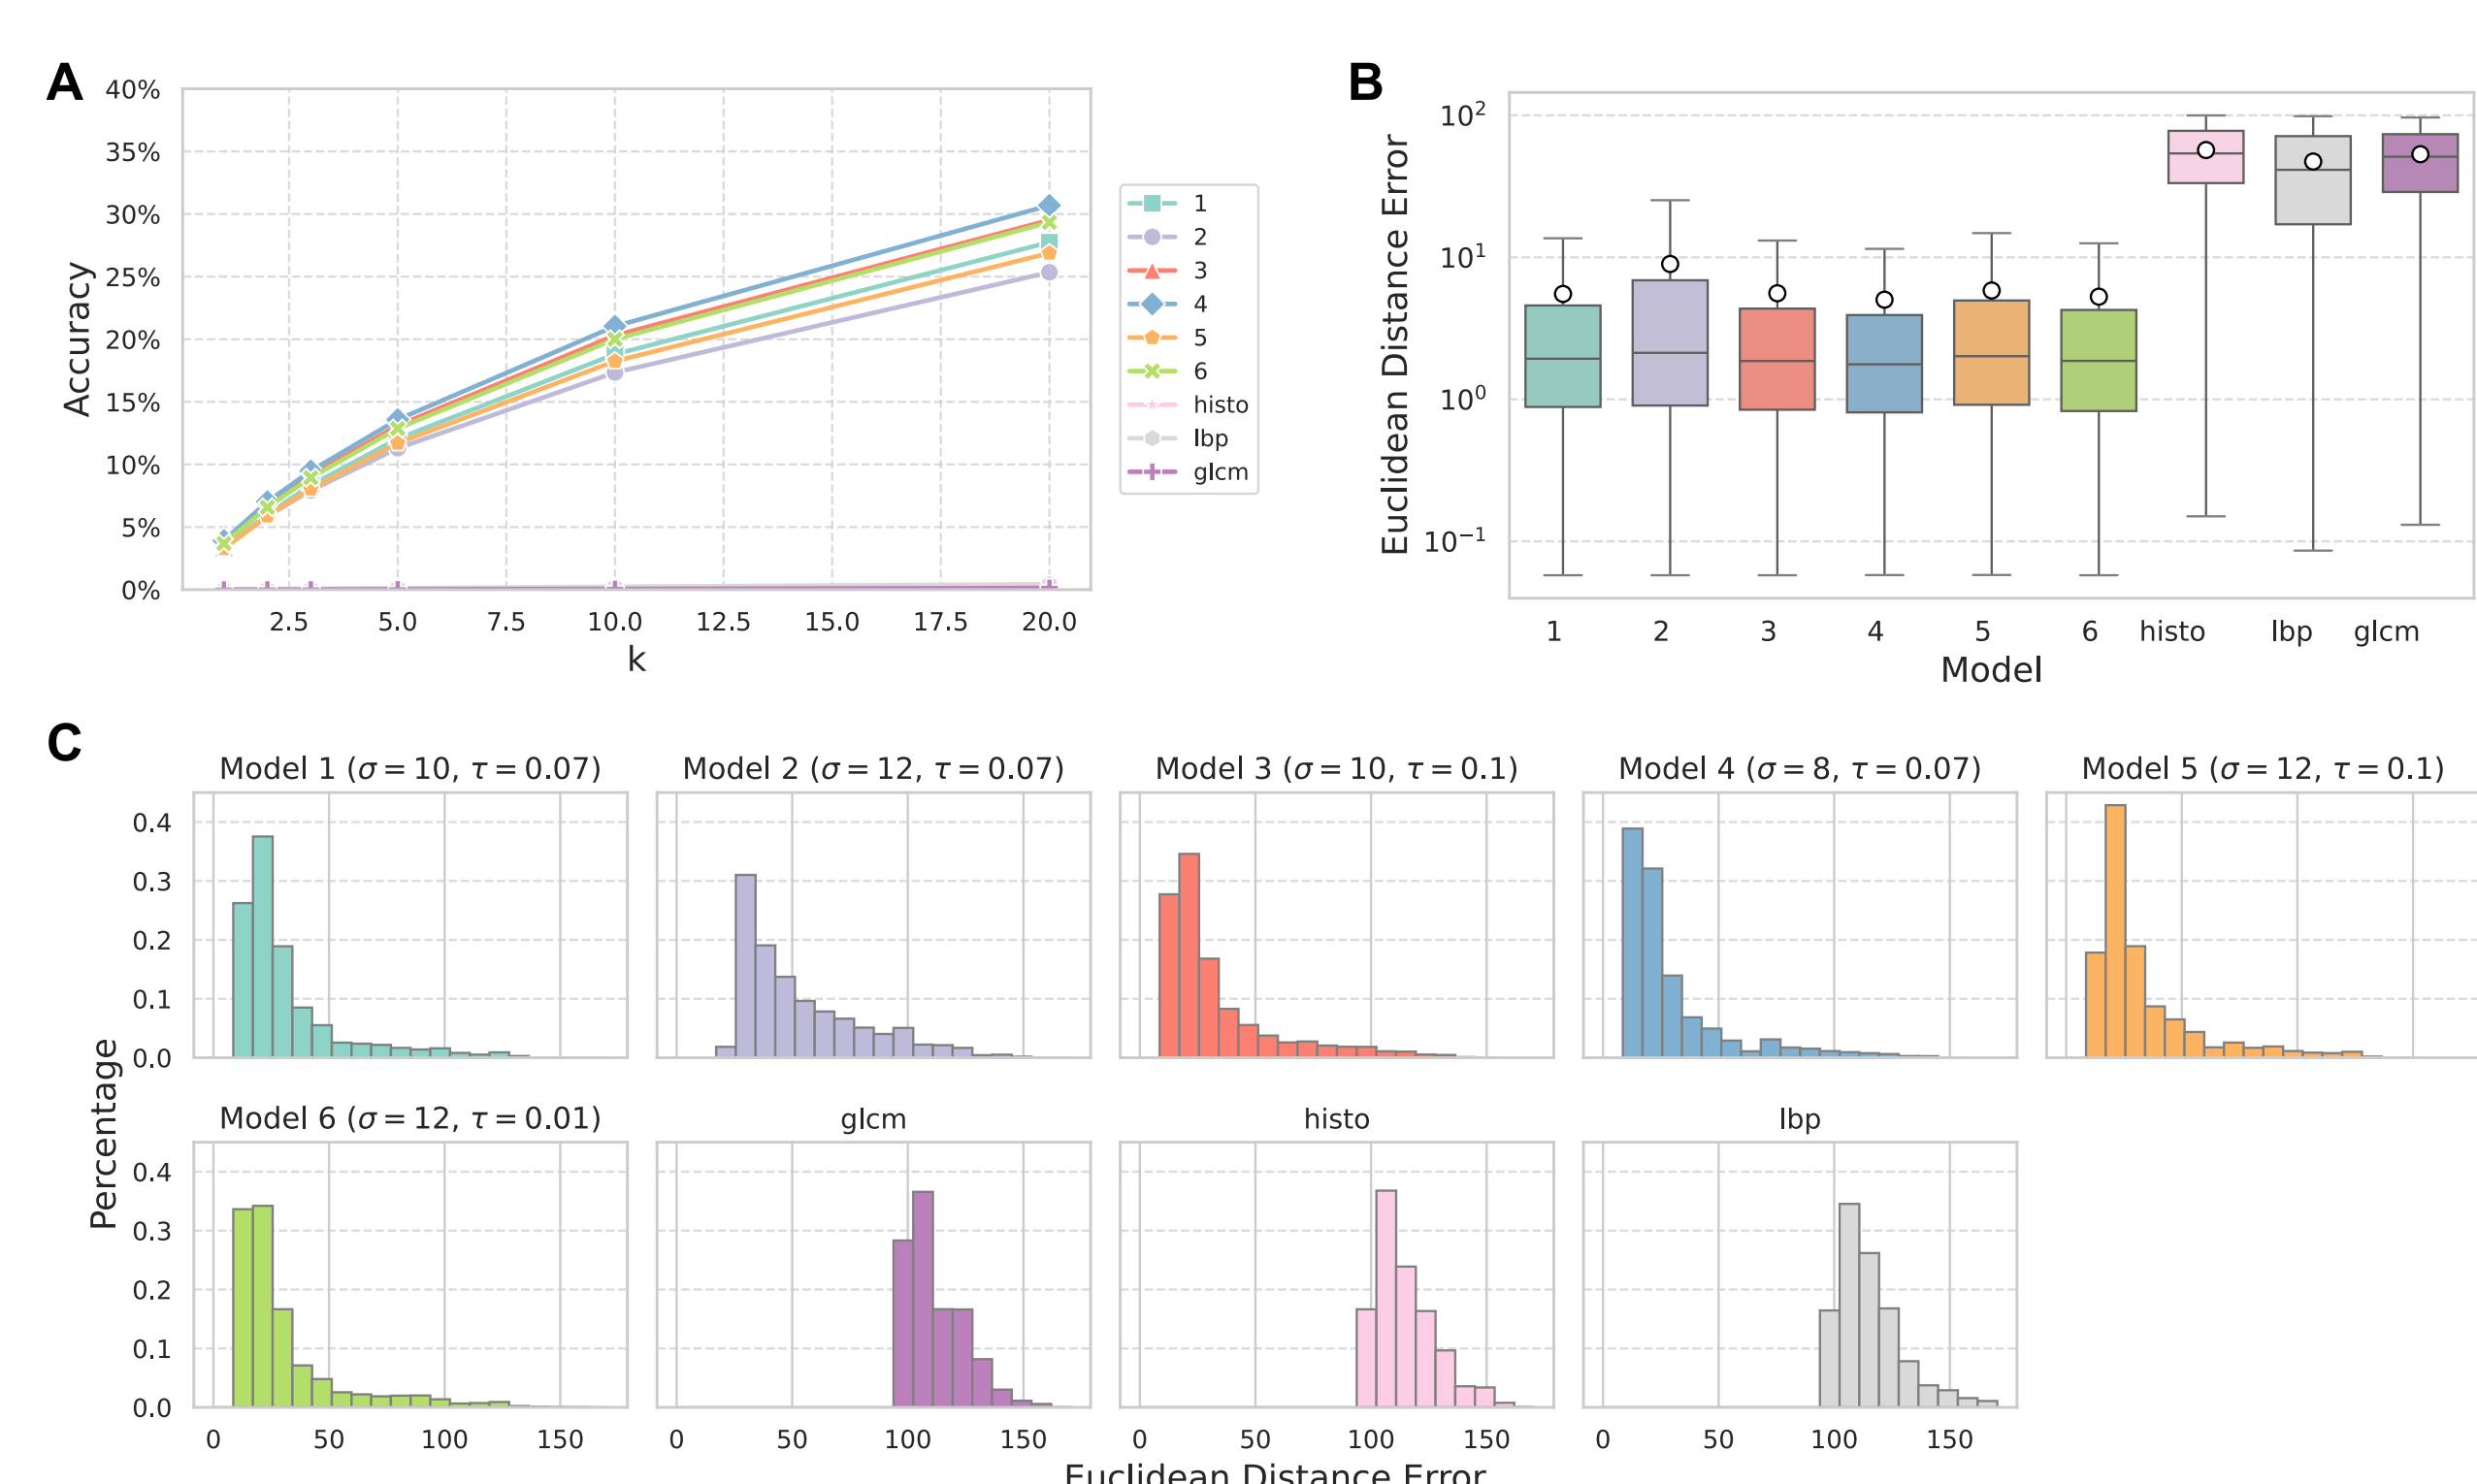 A
40%
35%
30%
25%
20%
15%
10%
5%
0%
Accuracy
2.5 5.0 7.5 10.0 12.5 15.0 17.5 20.0
k
1
2
3
4
5
6
histo
lbp
glcm
B
10²
10¹
10⁰
10⁻¹
Euclidean Distance Error
1 2 3 4 5 6 histo lbp glcm
Model
C
Model 1 (σ = 10, τ = 0.07)
Model 2 (σ = 12, τ = 0.07)
Model 3 (σ = 10, τ = 0.1)
Model 4 (σ = 8, τ = 0.07)
Model 5 (σ = 12, τ = 0.1)
0.4
0.3
0.2
0.1
0.0
Percentage
Model 6 (σ = 12, τ = 0.01)
glcm
histo
lbp
0.4
0.3
0.2
0.1
0.0
0 50 100 150
0 50 100 150
0 50 100 150
0 50 100 150
Euclidean Distance Error